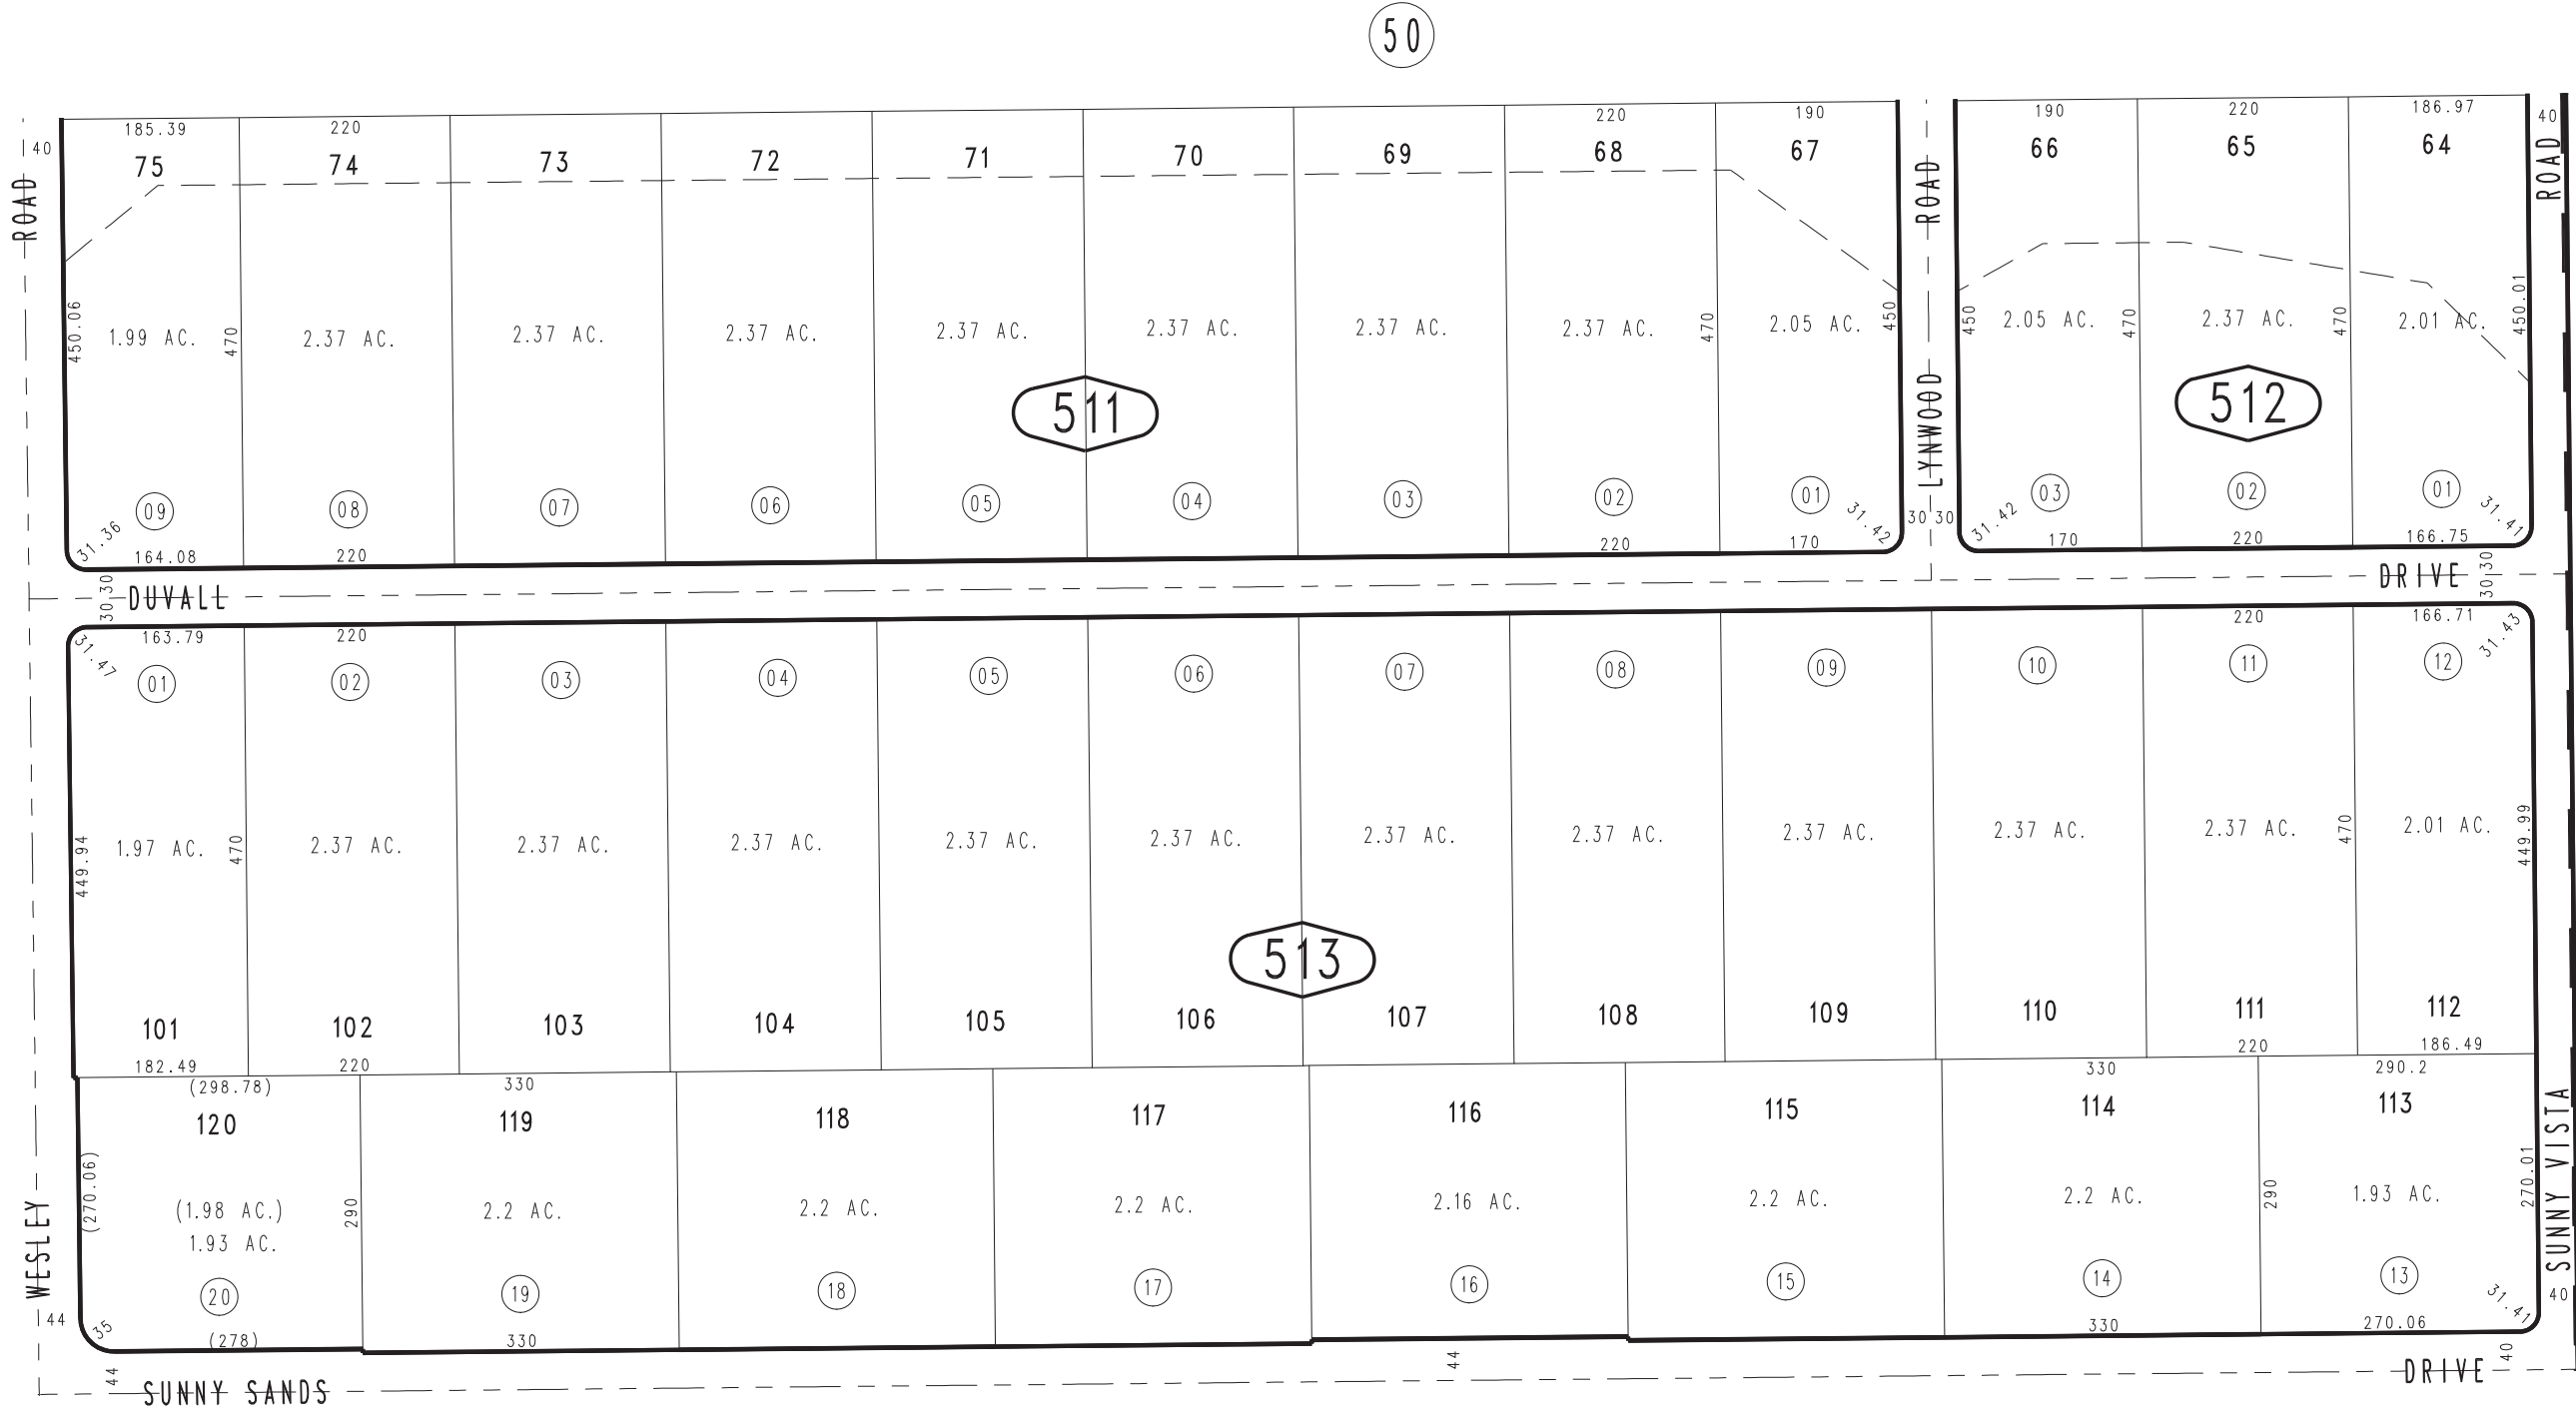 50
185.39 220 220 190 190 220 186.97
40 75 74 73 72 71 70 69 68 67 66 65 64 40
ROAD ROAD ROAD
450.06 1.99 AC. 470 2.37 AC. 2.37 AC. 2.37 AC. 2.37 AC. 2.37 AC. 2.37 AC. 2.37 AC. 470 2.05 AC. 450 450 2.05 AC. 470 2.37 AC. 470 2.01 AC. 450.01
511 LYNWOOD 512
09 08 07 06 05 04 03 02 01 03 02 01
31.36 31.42 30 30 31.42 31.41
164.08 220 220 170 170 220 166.75
30 30 DUVALL DRIVE 30 30
31.47 163.79 220 220 166.71 31.43
01 02 03 04 05 06 07 08 09 10 11 12
449.94 1.97 AC. 470 2.37 AC. 2.37 AC. 2.37 AC. 2.37 AC. 2.37 AC. 2.37 AC. 2.37 AC. 2.37 AC. 2.37 AC. 2.37 AC. 470 2.01 AC. 449.99
513
101 102 103 104 105 106 107 108 109 110 111 112
182.49 220 220 186.49
(298.78) 330 330 290.2
120 119 118 117 116 115 114 113
(270.06) (1.98 AC.) 290 2.2 AC. 2.2 AC. 2.2 AC. 2.16 AC. 2.2 AC. 2.2 AC. 290 1.93 AC. 270.01
1.93 AC.
WESLEY SUNNY VISTA
20 19 18 17 16 15 14 13
44 35 31.41 40
(278) 330 330 270.06
44 44 40
SUNNY SANDS DRIVE